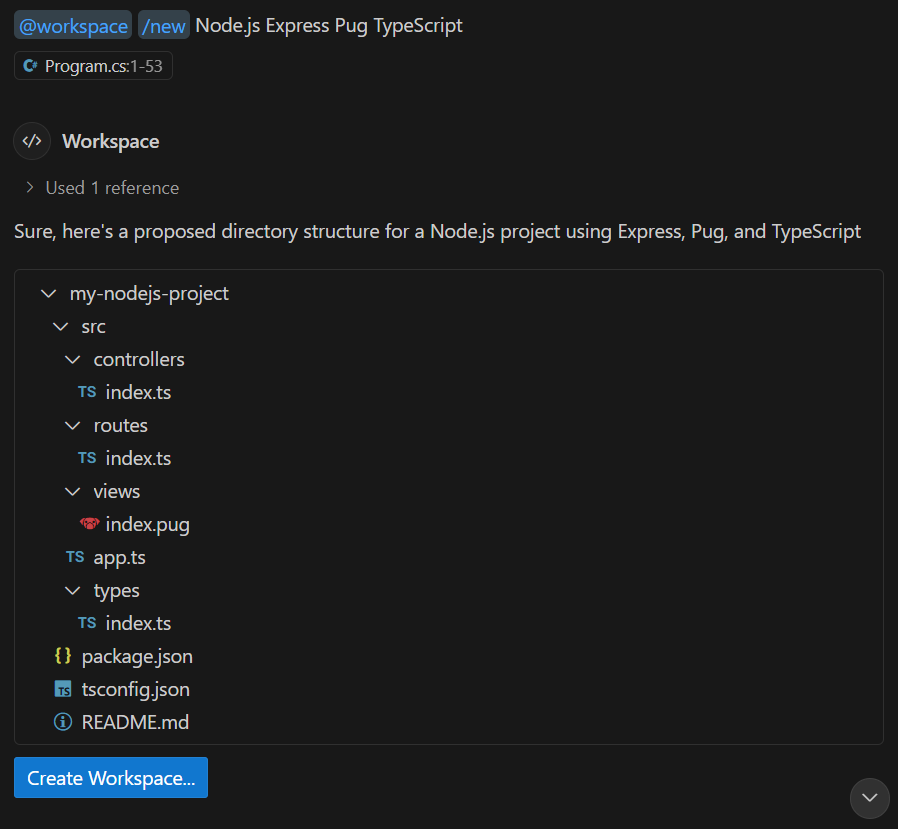 @workspace /new Node.js Express Pug TypeScript
C# Program.cs:1-53
</> Workspace
Used 1 reference
Sure, here's a proposed directory structure for a Node.js project using Express, Pug, and TypeScript
my-nodejs-project
src
controllers
TS index.ts
routes
TS index.ts
views
index.pug
TS app.ts
types
TS index.ts
{} package.json
TS tsconfig.json
README.md
Create Workspace...